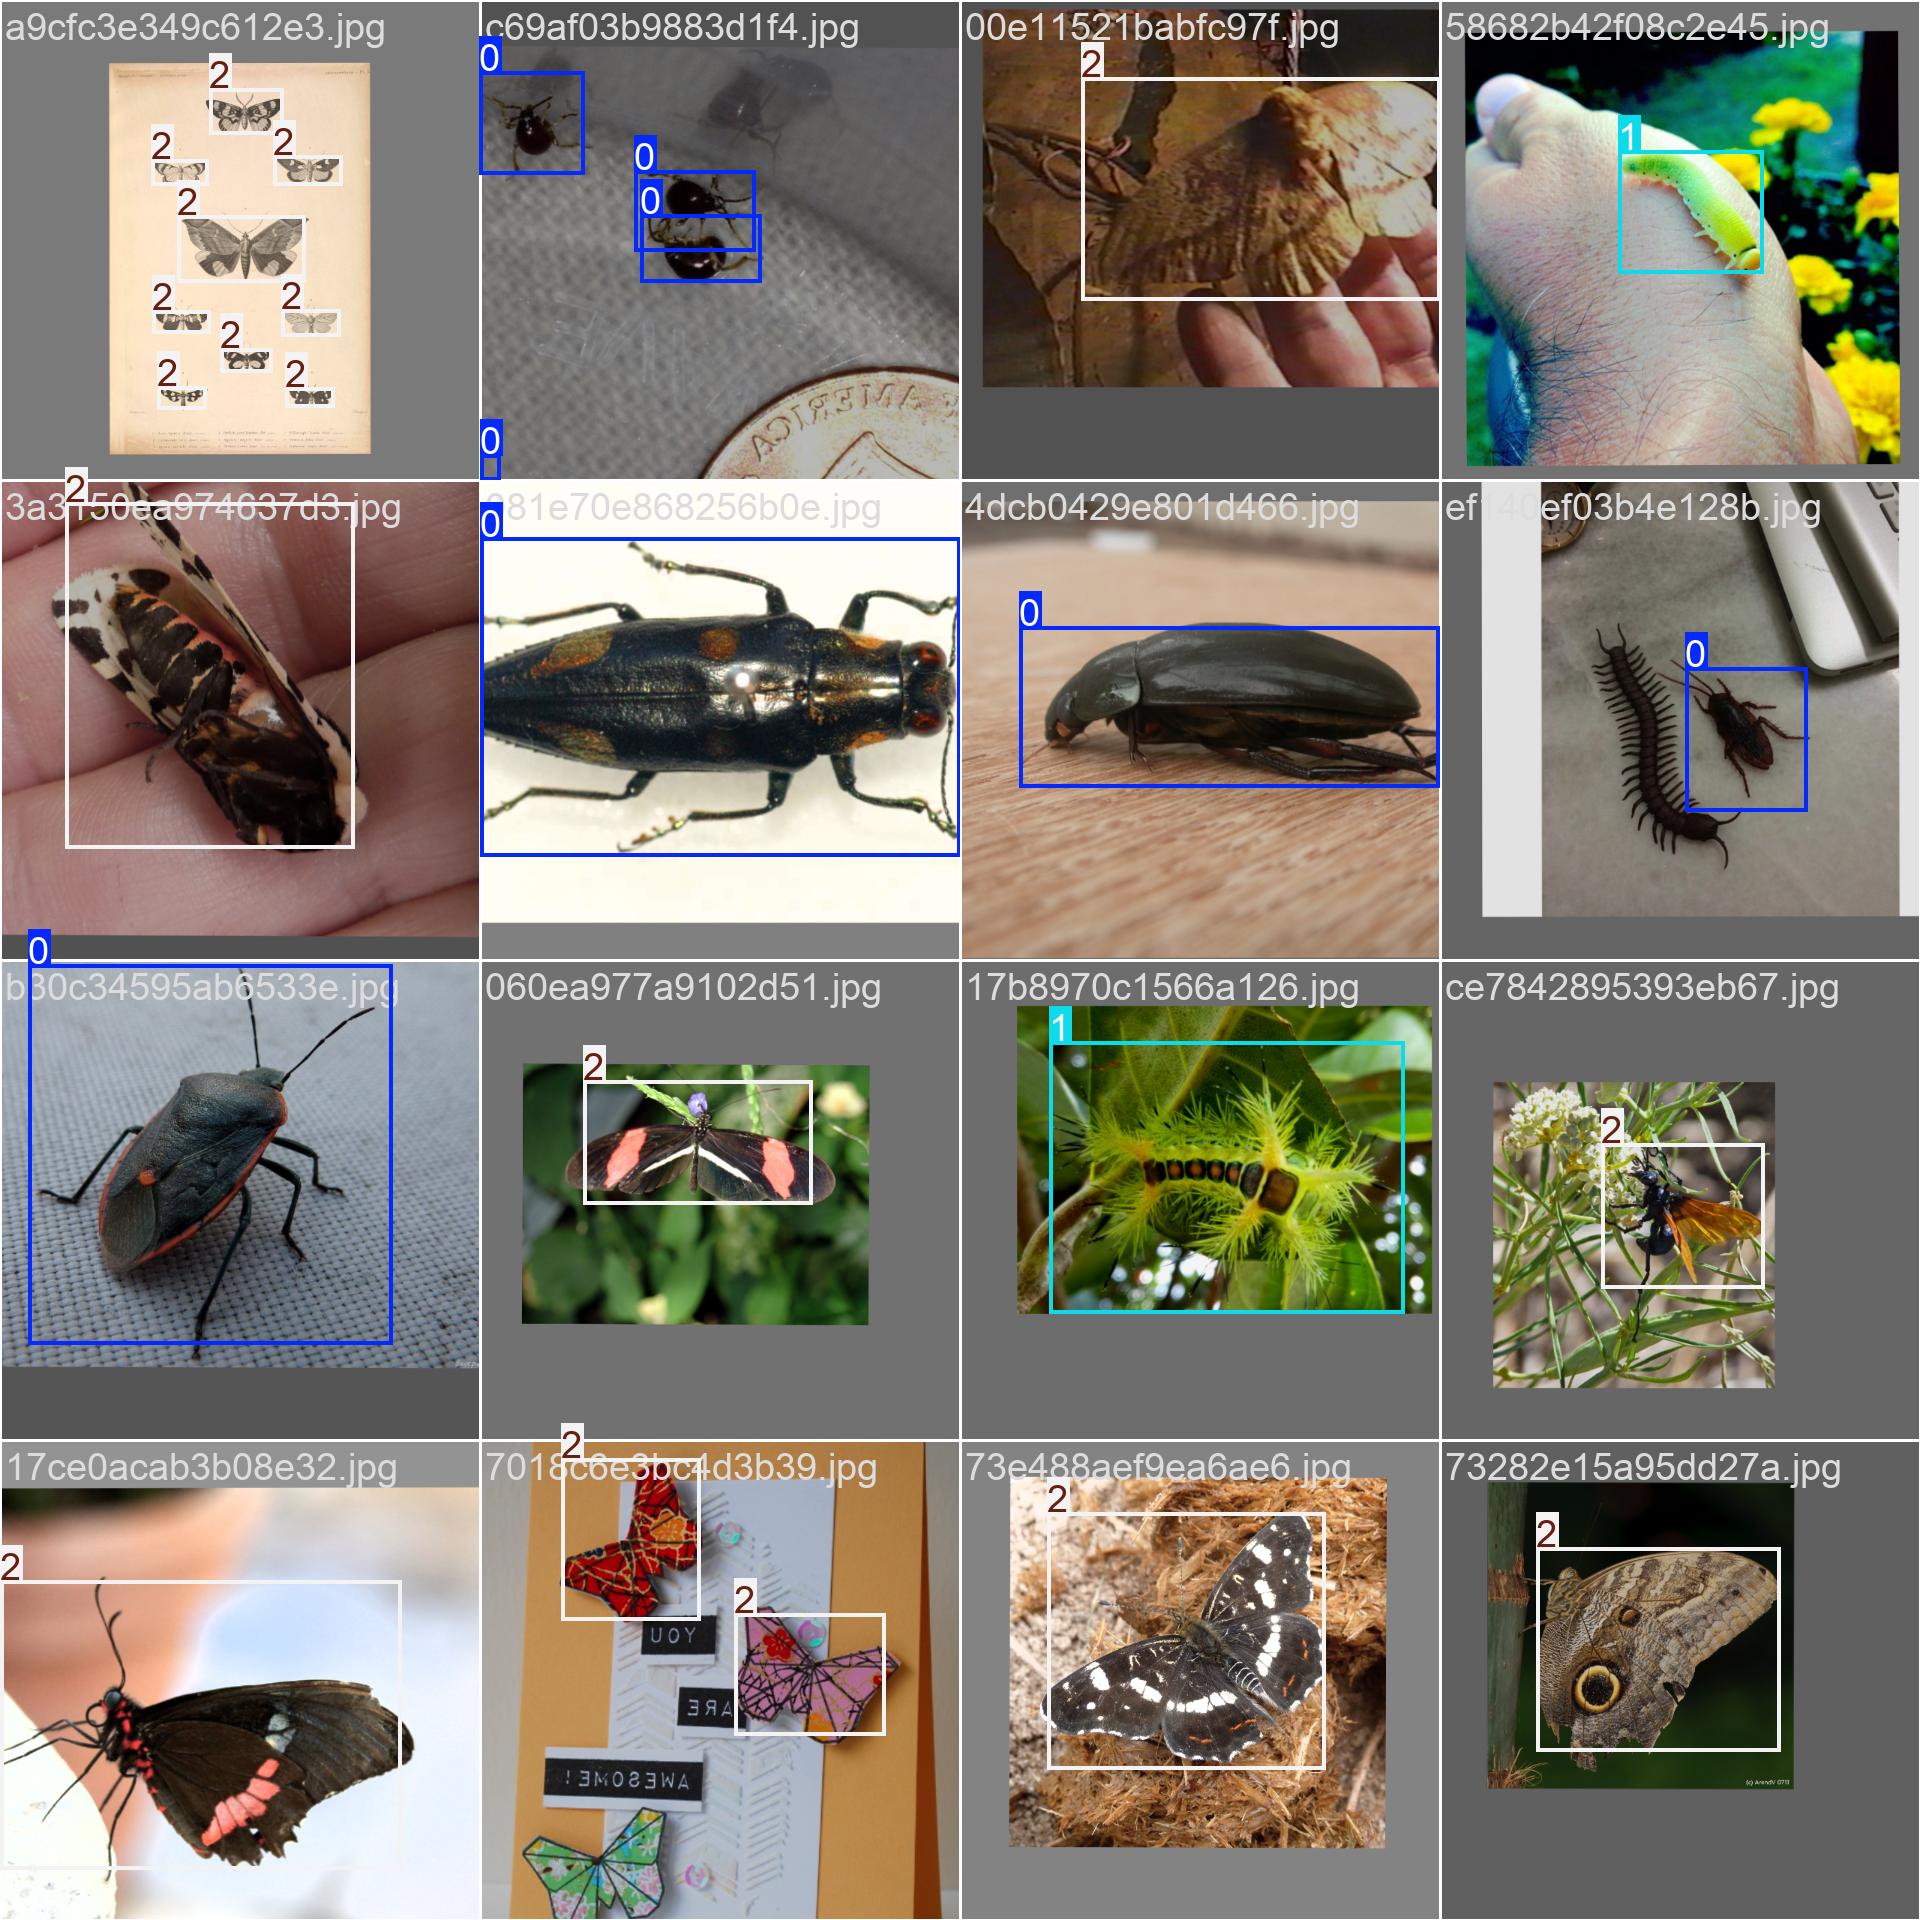 a9cfc3e349c612e3.jpg
c69af03b9883d1f4.jpg
00e11521babfc97f.jpg
58682b42f08c2e45.jpg
2
2
2
2
2
2
2
2
2
0
0
0
0
AMERICA
2
1
3a3150ea974637d3.jpg
081e70e868256b0e.jpg
4dcb0429e801d466.jpg
ef140ef03b4e128b.jpg
2
0
0
0
b30c34595ab6533e.jpg
060ea977a9102d51.jpg
17b8970c1566a126.jpg
ce7842895393eb67.jpg
0
2
1
2
17ce0acab3b08e32.jpg
7018c6e3bc4d3b39.jpg
73e488aef9ea6ae6.jpg
73282e15a95dd27a.jpg
2
2
2
YOU
ARE
AWESOME!
2
2